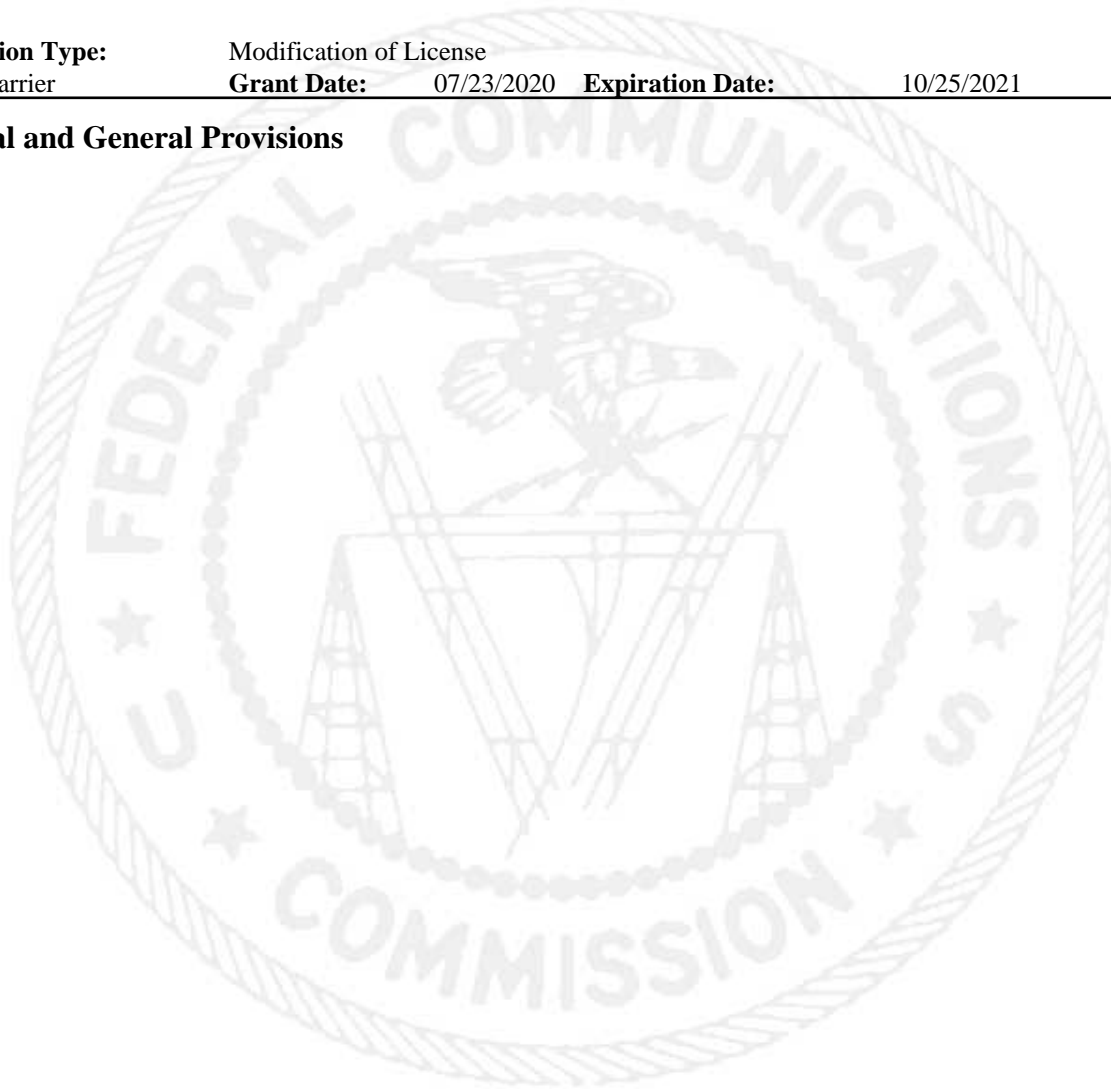 ion Type: Modification of License
arrier Grant Date: 07/23/2020 Expiration Date: 10/25/2021
al and General Provisions
FEDERAL COMMUNICATIONS
U ★ COMMISSION ★ S